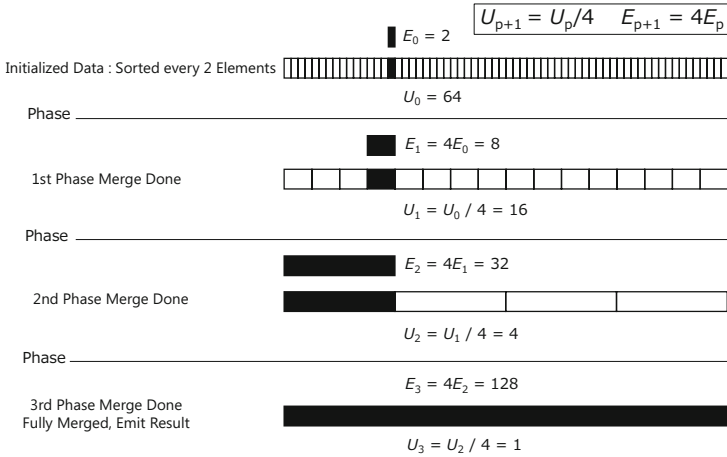 U_{p+1} = U_p/4 E_{p+1} = 4E_p
E_0 = 2
Initialized Data : Sorted every 2 Elements
U_0 = 64
Phase
E_1 = 4E_0 = 8
1st Phase Merge Done
U_1 = U_0 / 4 = 16
Phase
E_2 = 4E_1 = 32
2nd Phase Merge Done
U_2 = U_1 / 4 = 4
Phase
E_3 = 4E_2 = 128
3rd Phase Merge Done
Fully Merged, Emit Result
U_3 = U_2 / 4 = 1